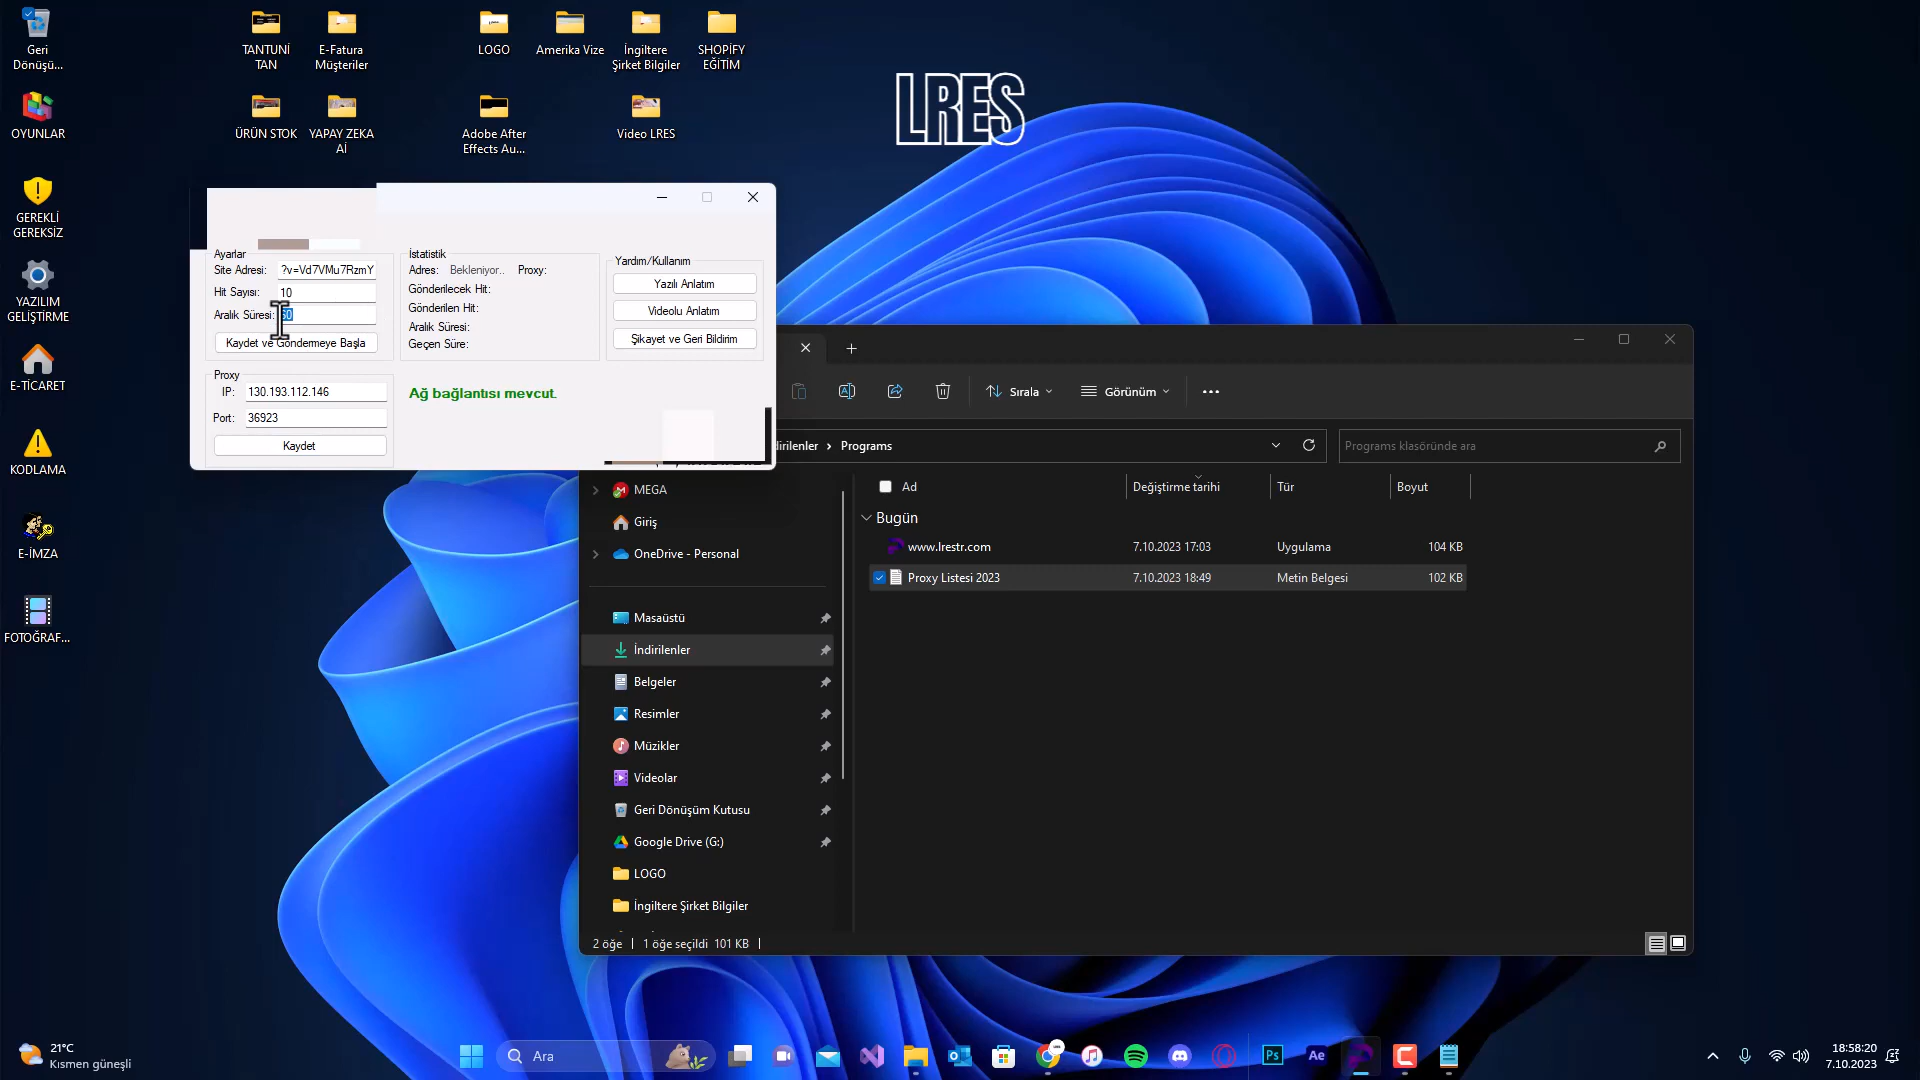 Geri
Dönüşü...
TANTUNİ
TAN
E-Fatura
Müşteriler
LOGO
Amerika Vize
İngiltere
Şirket Bilgiler
SHOPİFY
EĞİTİM
LRES
OYUNLAR
ÜRÜN STOK
YAPAY ZEKA
Aİ
Adobe After
Effects Au...
Video LRES
GEREKLİ
GEREKSİZ
YAZILIM
GELİŞTİRME
E-TİCARET
KODLAMA
E-İMZA
FOTOĞRAF...
Ayarlar
Site Adresi: ?v=Vd7VMu7RzmY
Hit Sayısı: 10
Aralık Süresi: 60
Kaydet ve Göndermeye Başla
İstatistik
Adres: Bekleniyor.. Proxy:
Gönderilecek Hit:
Gönderilen Hit:
Aralık Süresi:
Geçen Süre:
Yardım/Kullanım
Yazılı Anlatım
Videolu Anlatım
Şikayet ve Geri Bildirim
Proxy
IP: 130.193.112.146
Port: 36923
Kaydet
Ağ bağlantısı mevcut.
Sırala
Görünüm
Programs
Programs klasöründe ara
MEGA
Giriş
OneDrive - Personal
Masaüstü
İndirilenler
Belgeler
Resimler
Müzikler
Videolar
Geri Dönüşüm Kutusu
Google Drive (G:)
LOGO
İngiltere Şirket Bilgiler
Ad Değiştirme tarihi Tür Boyut
Bugün
www.lrestr.com 7.10.2023 17:03 Uygulama 104 KB
Proxy Listesi 2023 7.10.2023 18:49 Metin Belgesi 102 KB
2 öğe 1 öğe seçildi 101 KB
21°C
Kısmen güneşli
Ara
Ps
Ae
18:58:20
7.10.2023